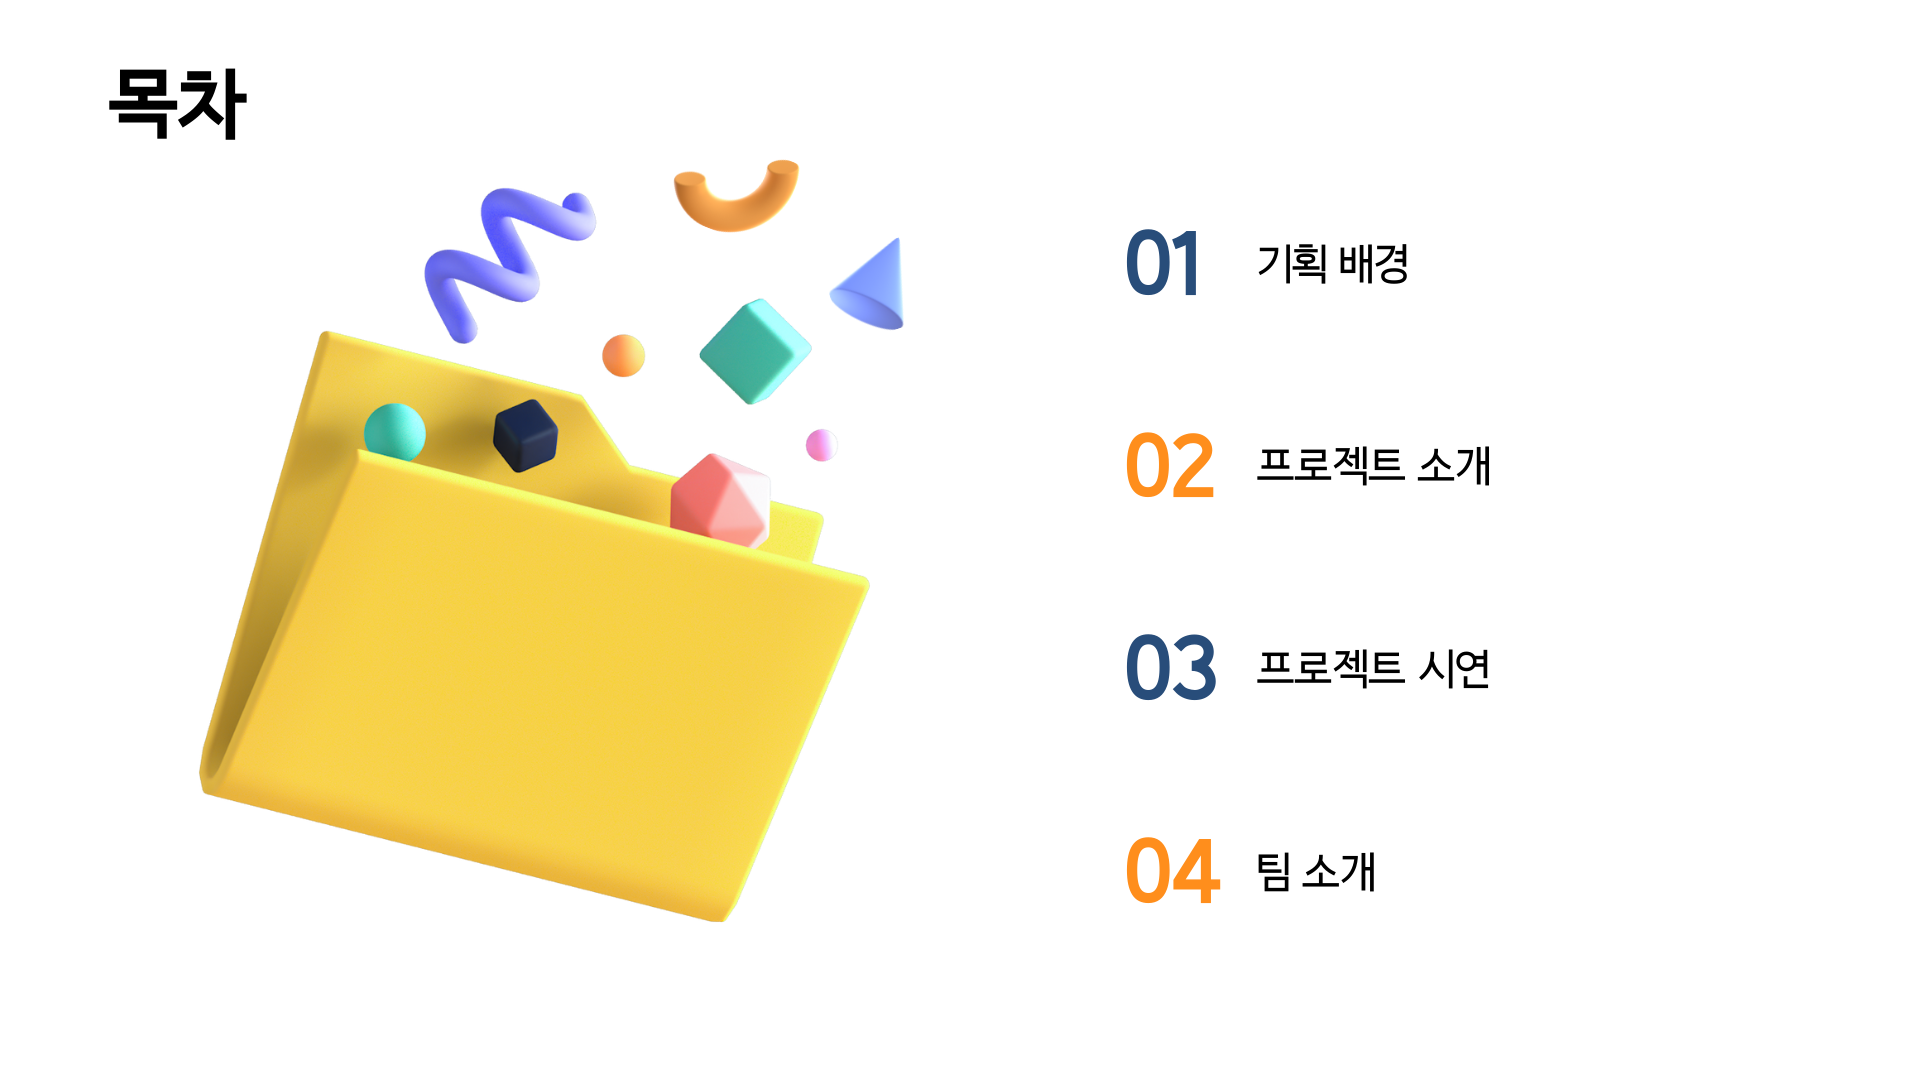 목차
01 기획 배경
02 프로젝트 소개
03 프로젝트 시연
04 팀 소개